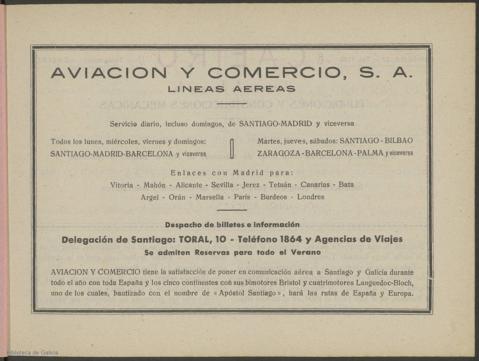 AVIACION Y COMERCIO, S. A.
LINEAS AEREAS
Servicio diario, incluso domingos, de SANTIAGO-MADRID y viceversa
Todos los lunes, miércoles, viernes y domingos:
SANTIAGO-MADRID-BARCELONA y viceversa
Martes, jueves, sábados: SANTIAGO - BILBAO
ZARAGOZA - BARCELONA - PALMA y viceversa
Enlaces con Madrid para:
Vitoria - Mahón - Alicante - Sevilla - Jerez - Tetuán - Canarias - Bata
Argel - Orán - Marsella - París - Burdeos - Londres
Despacho de billetes e información
Delegación de Santiago: TORAL, 10 - Teléfono 1864 y Agencias de Viajes
Se admiten Reservas para todo el Verano
AVIACION Y COMERCIO tiene la satisfacción de poner en comunicación aérea a Santiago y Galicia durante
todo el año con toda España y los cinco continentes con sus bimotores Bristol y cuatrimotores Languedoc-Bloch,
uno de los cuales, bautizado con el nombre de «Apóstol Santiago», hará las rutas de España y Europa.
Biblioteca de Galicia